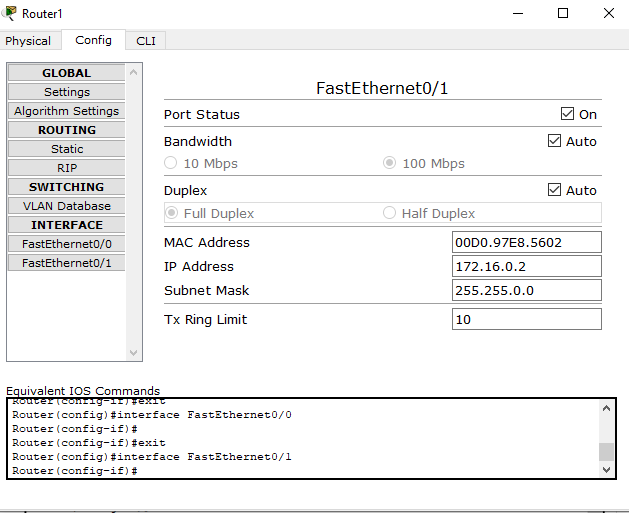 Router1
Physical Config CLI
GLOBAL
Settings
Algorithm Settings
ROUTING
Static
RIP
SWITCHING
VLAN Database
INTERFACE
FastEthernet0/0
FastEthernet0/1
FastEthernet0/1
Port Status On
Bandwidth Auto
10 Mbps 100 Mbps
Duplex Auto
Full Duplex Half Duplex
MAC Address 00D0.97E8.5602
IP Address 172.16.0.2
Subnet Mask 255.255.0.0
Tx Ring Limit 10
Equivalent IOS Commands
Router(config-if)#exit
Router(config)#interface FastEthernet0/0
Router(config-if)#
Router(config-if)#exit
Router(config)#interface FastEthernet0/1
Router(config-if)#